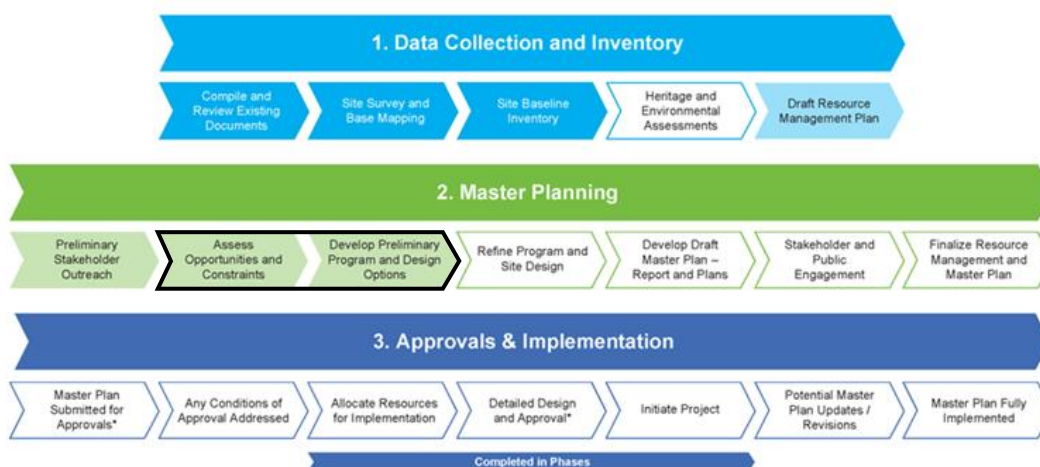 1. Data Collection and Inventory
Compile and
Review Existing
Documents
Site Survey and
Base Mapping
Site Baseline
Inventory
Heritage and
Environmental
Assessments
Draft Resource
Management Plan
2. Master Planning
Preliminary
Stakeholder
Outreach
Assess
Opportunities and
Constraints
Develop Preliminary
Program and Design
Options
Refine Program and
Site Design
Develop Draft
Master Plan –
Report and Plans
Stakeholder and
Public
Engagement
Finalize Resource
Management and
Master Plan
3. Approvals & Implementation
Master Plan
Submitted for
Approvals*
Any Conditions of
Approval Addressed
Allocate Resources
for Implementation
Detailed Design
and Approval*
Initiate Project
Potential Master
Plan Updates /
Revisions
Master Plan Fully
Implemented
Completed in Phases